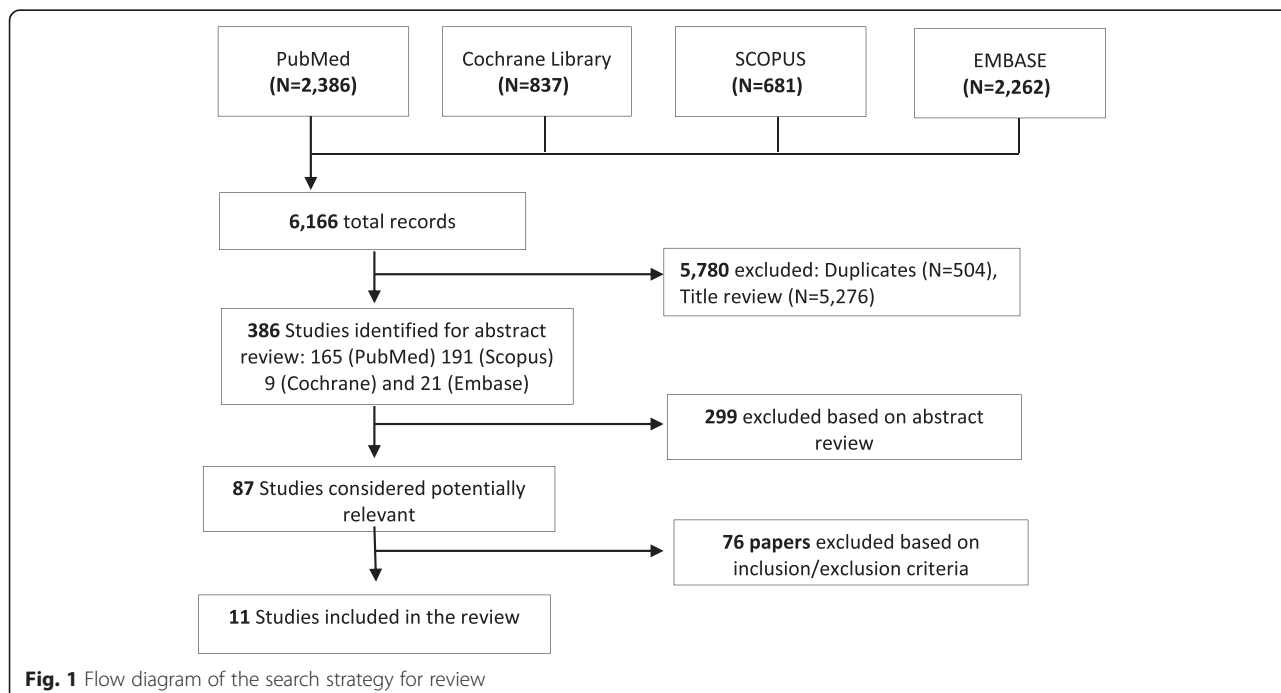 PubMed
(N=2,386)
Cochrane Library
(N=837)
SCOPUS
(N=681)
EMBASE
(N=2,262)
6,166 total records
5,780 excluded: Duplicates (N=504),
Title review (N=5,276)
386 Studies identified for abstract
review: 165 (PubMed) 191 (Scopus)
9 (Cochrane) and 21 (Embase)
299 excluded based on abstract
review
87 Studies considered potentially
relevant
76 papers excluded based on
inclusion/exclusion criteria
11 Studies included in the review
Fig. 1 Flow diagram of the search strategy for review